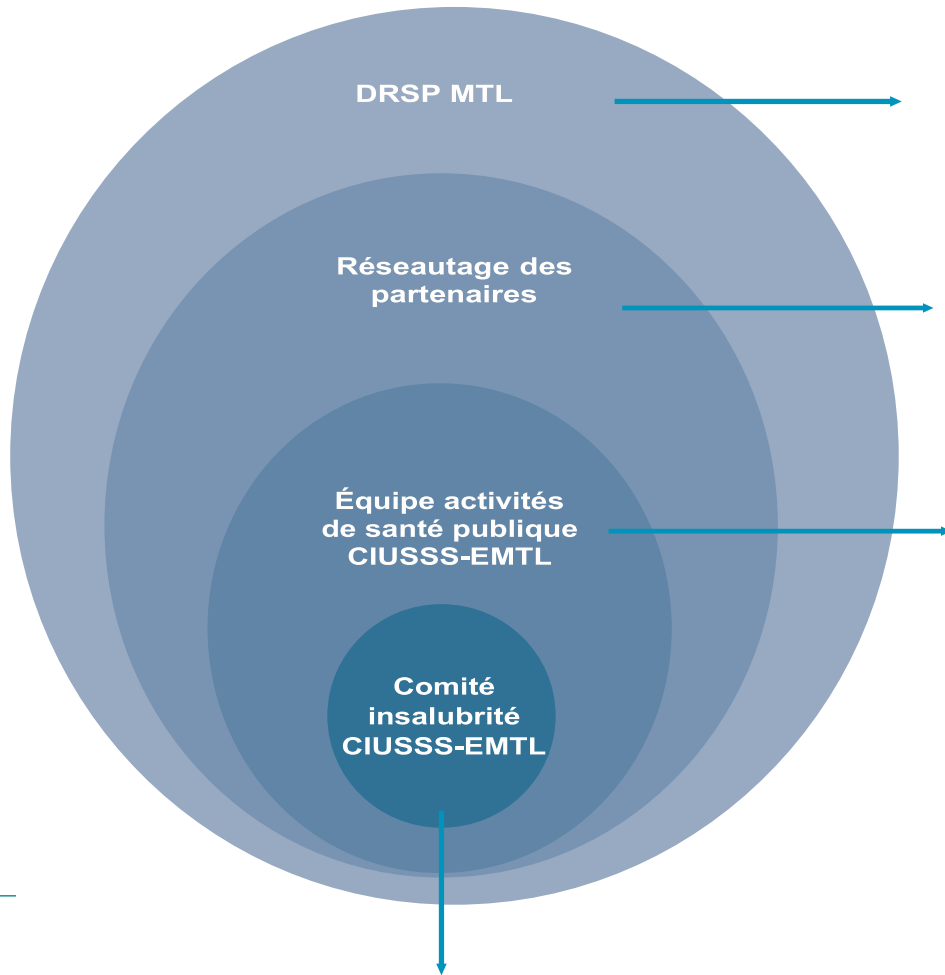 DRSP MTL
Réseautage des
partenaires
Équipe activités
de santé publique
CIUSSS-EMTL
Comité
insalubrité
CIUSSS-EMTL